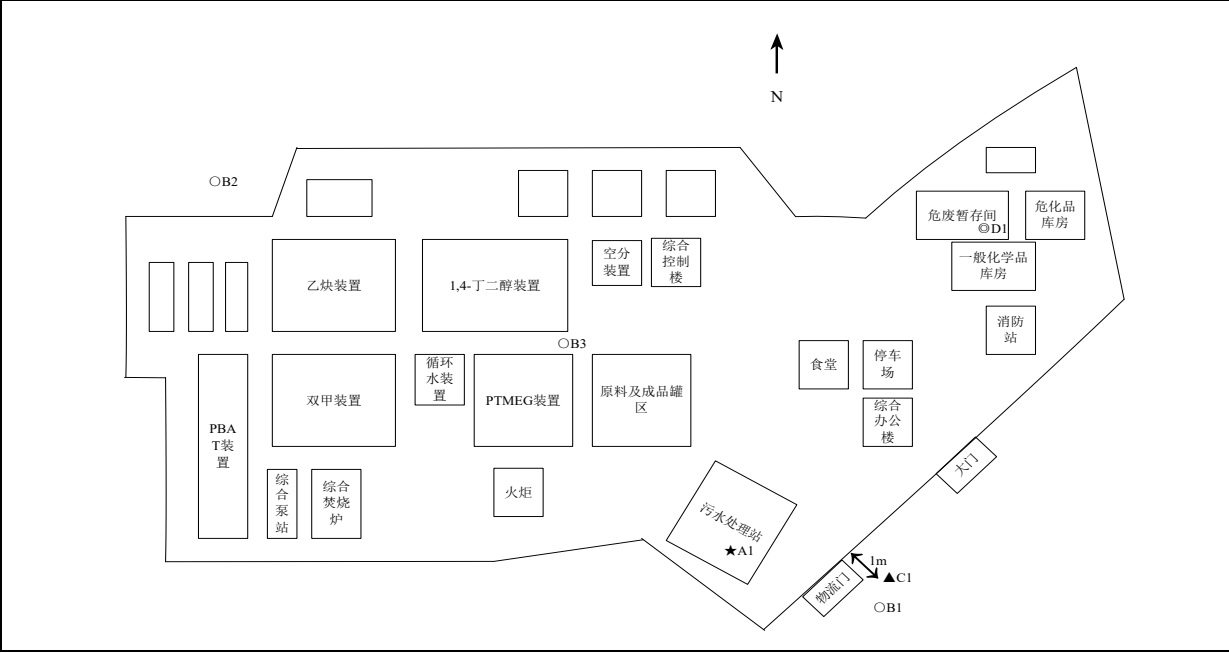 N
○B2
危废暂存间
◎D1
危化品
库房
一般化学品
库房
乙炔装置
1,4-丁二醇装置
空分
装置
综合
控制
楼
消防
站
○B3
循环
水装
置
双甲装置
PTMEG装置
原料及成品罐
区
食堂
停车
场
综合
办公
楼
PBA
T装
置
大门
综
合
泵
站
综合
焚烧
炉
火炬
污水处理站
★A1
1m
▲C1
物流门
○B1